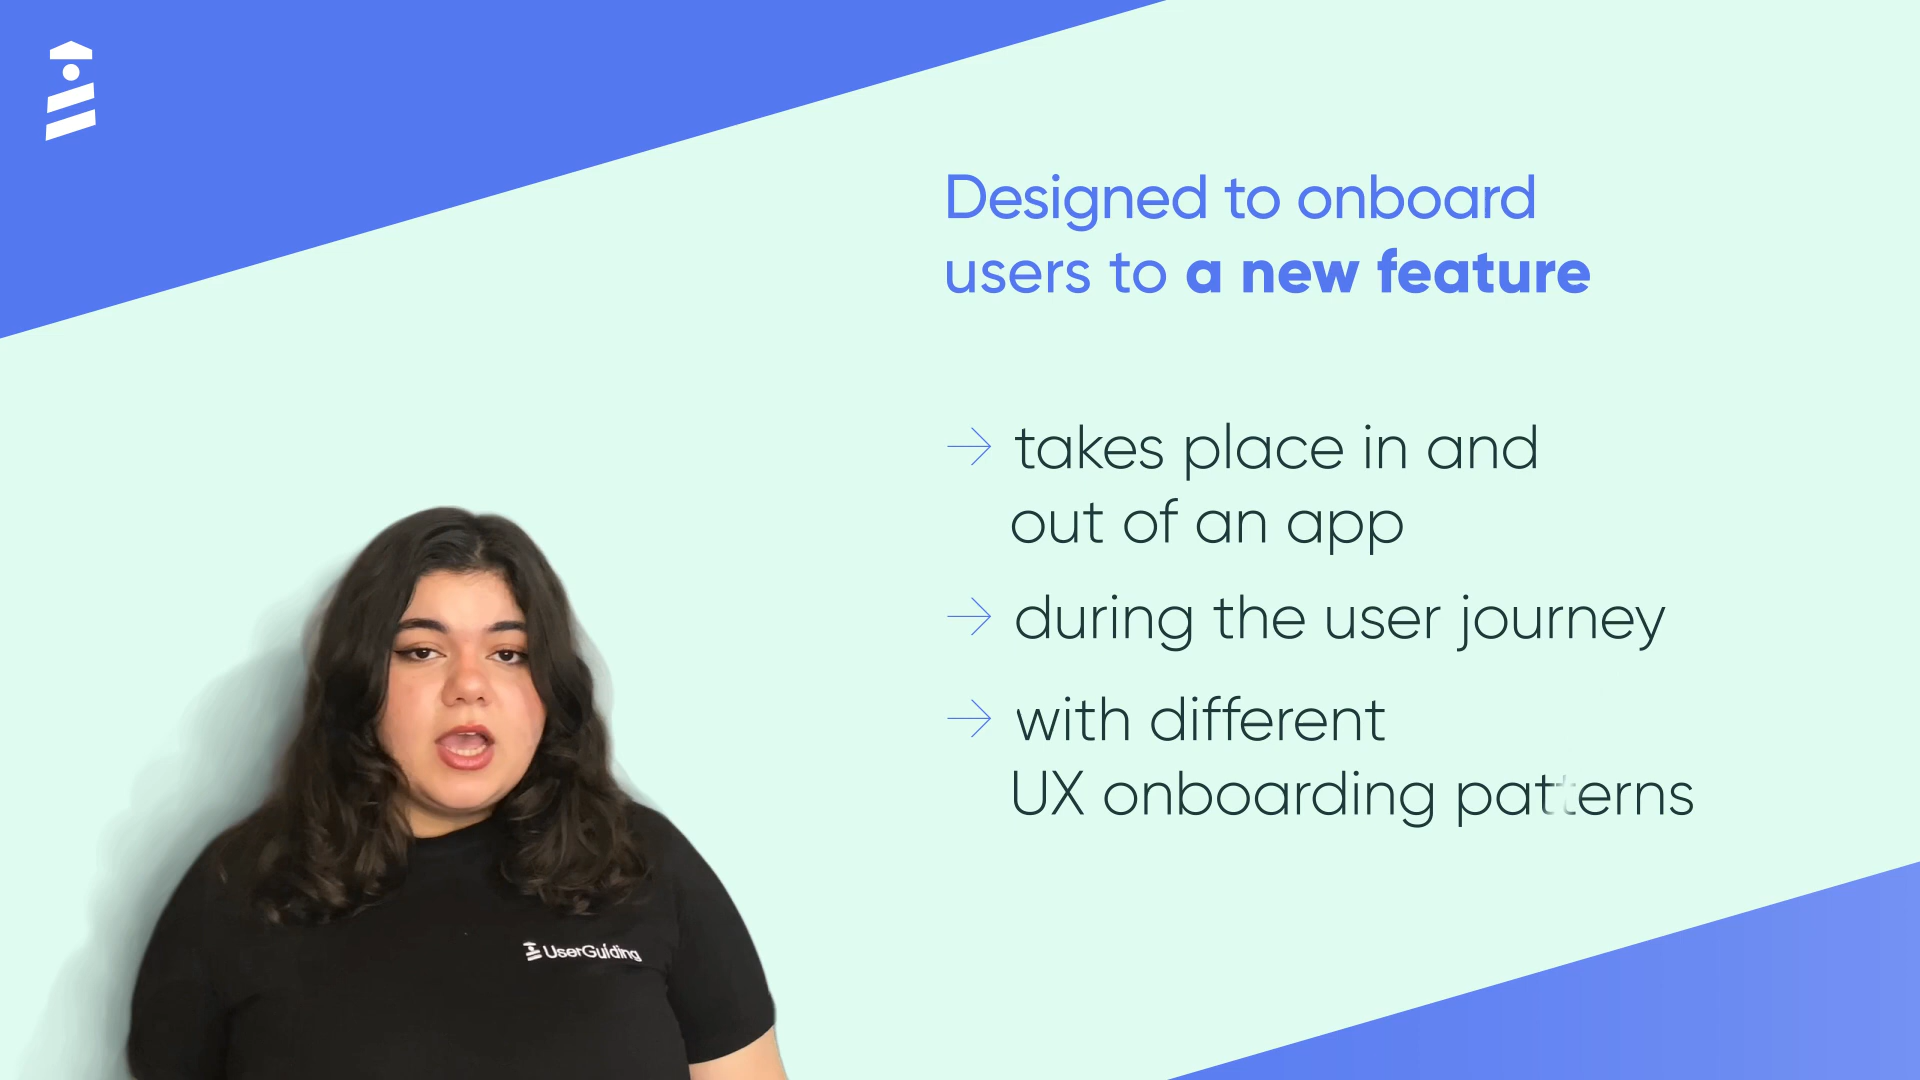 Designed to onboard
users to a new feature
→ takes place in and
out of an app
→ during the user journey
→ with different
UX onboarding patterns
UserGuiding